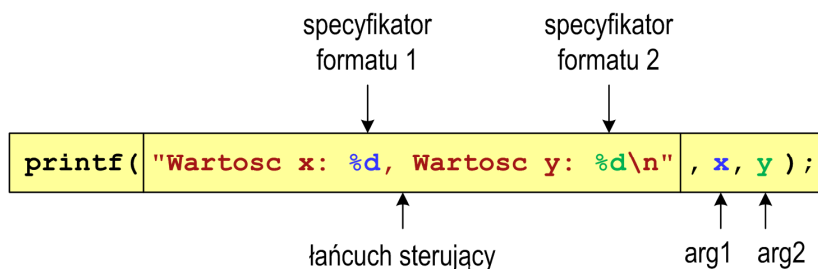 specyfikator formatu 1
specyfikator formatu 2
printf("Wartosc x: %d, Wartosc y: %d\n", x, y );
łańcuch sterujący
arg1
arg2